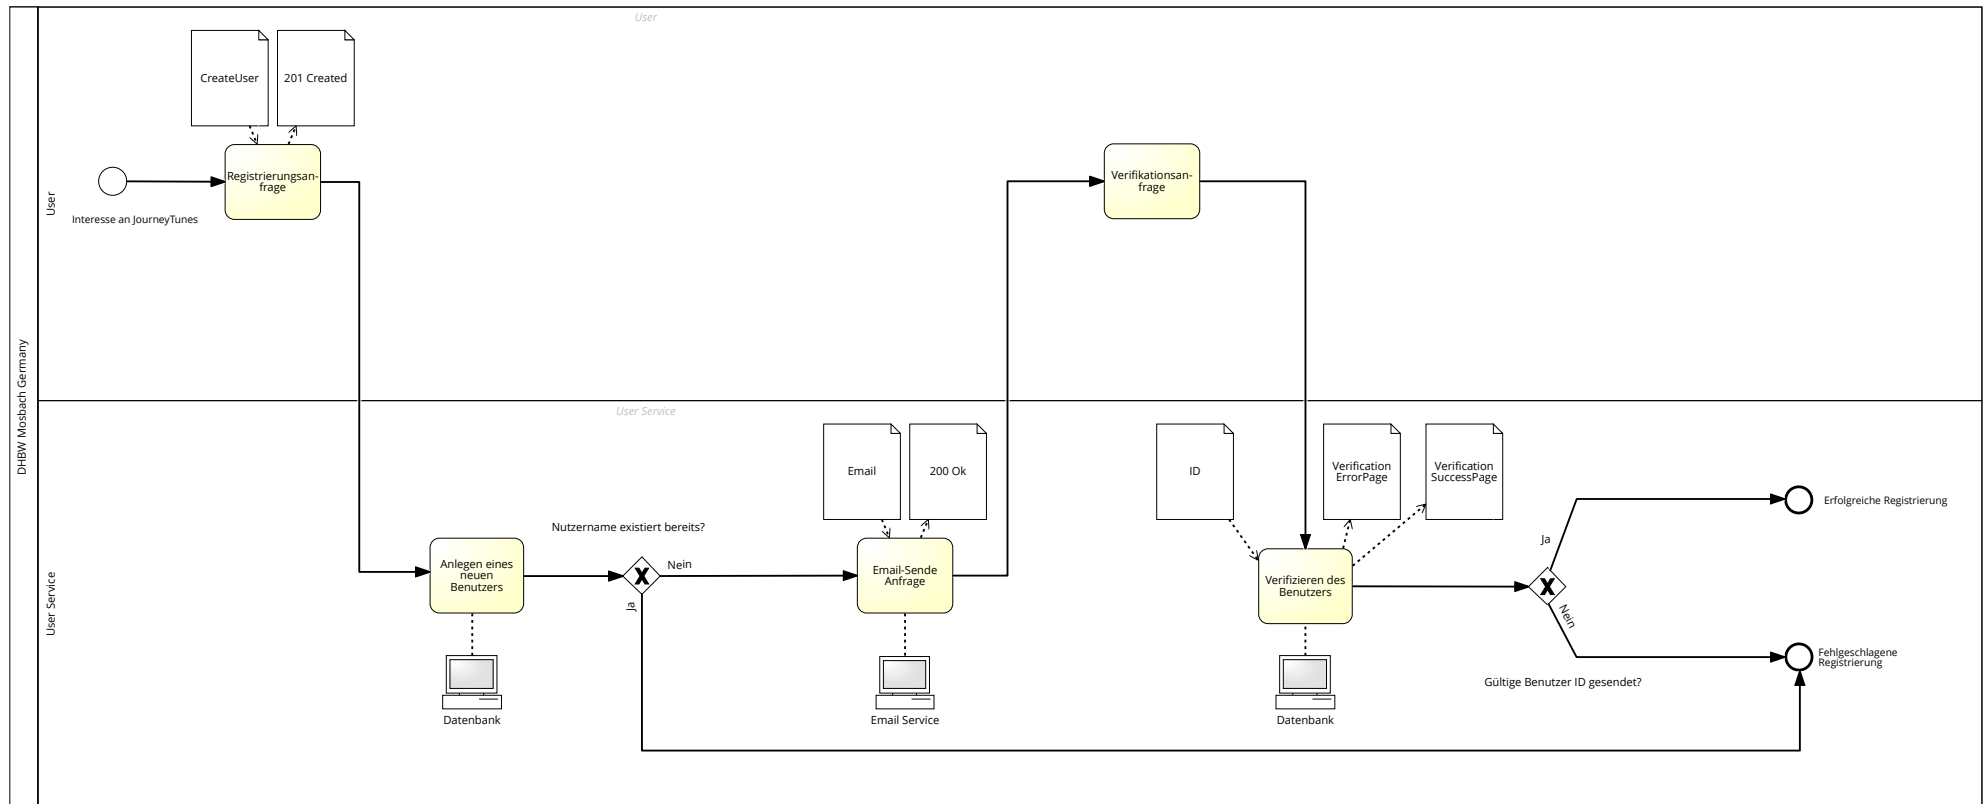 DHBW Mosbach Germany
User
User
CreateUser
201 Created
Registrierungsan-
frage
Interesse an JourneyTunes
Verifikationsan-
frage
User Service
User Service
Email
200 Ok
ID
Verification
ErrorPage
Verification
SuccessPage
Nutzername existiert bereits?
Anlegen eines
neuen
Benutzers
Nein
Ja
Email-Sende
Anfrage
Verifizieren des
Benutzers
Ja
Nein
Erfolgreiche Registrierung
Fehlgeschlagene
Registrierung
Gültige Benutzer ID gesendet?
Datenbank
Email Service
Datenbank